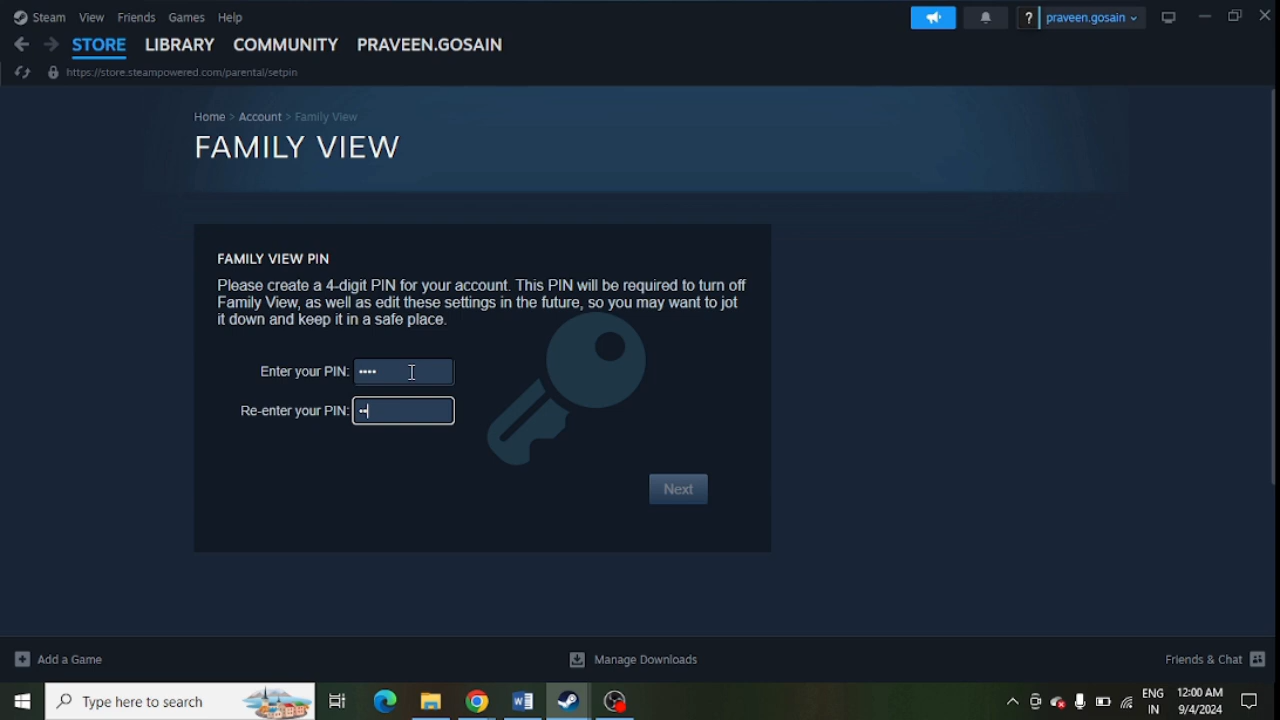 Steam View Friends Games Help
? praveen.gosain
STORE LIBRARY COMMUNITY PRAVEEN.GOSAIN
https://store.steampowered.com/parental/setpin
Home > Account > Family View
FAMILY VIEW
FAMILY VIEW PIN
Please create a 4-digit PIN for your account. This PIN will be required to turn off
Family View, as well as edit these settings in the future, so you may want to jot
it down and keep it in a safe place.
Enter your PIN: ••••
Re-enter your PIN: ••
Next
Add a Game Manage Downloads Friends & Chat
Type here to search
ENG 12:00 AM
IN 9/4/2024